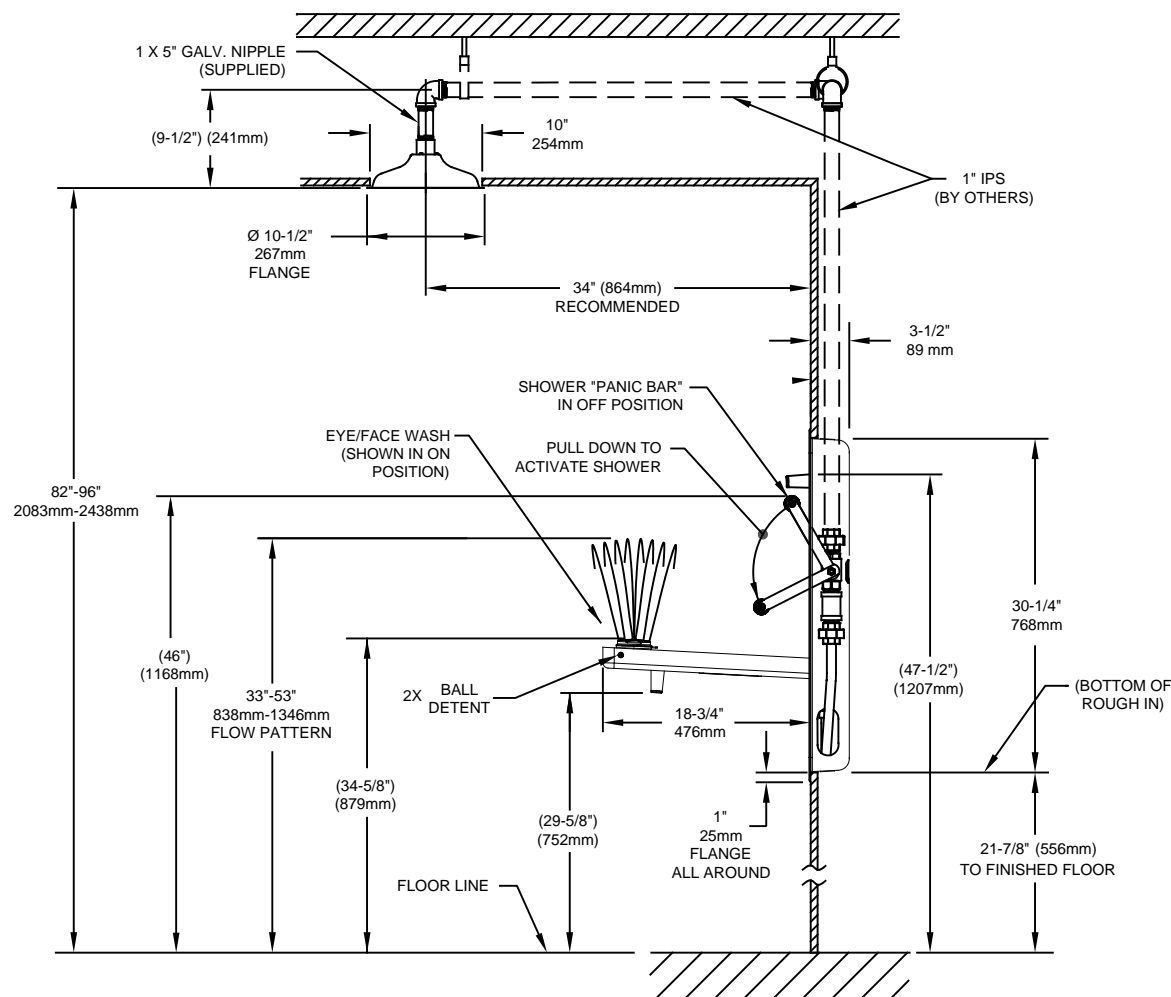 1 X 5" GALV. NIPPLE
(SUPPLIED)
(9-1/2") (241mm)
10"
254mm
1" IPS
(BY OTHERS)
Ø 10-1/2"
267mm
FLANGE
34" (864mm)
RECOMMENDED
3-1/2"
89 mm
SHOWER "PANIC BAR"
IN OFF POSITION
EYE/FACE WASH
(SHOWN IN ON
POSITION)
PULL DOWN TO
ACTIVATE SHOWER
82"-96"
2083mm-2438mm
30-1/4"
768mm
(46")
(1168mm)
33"-53"
838mm-1346mm
FLOW PATTERN
2X BALL
DETENT
18-3/4"
476mm
(47-1/2")
(1207mm)
(BOTTOM OF
ROUGH IN)
(34-5/8")
(879mm)
(29-5/8")
(752mm)
1"
25mm
FLANGE
ALL AROUND
21-7/8" (556mm)
TO FINISHED FLOOR
FLOOR LINE